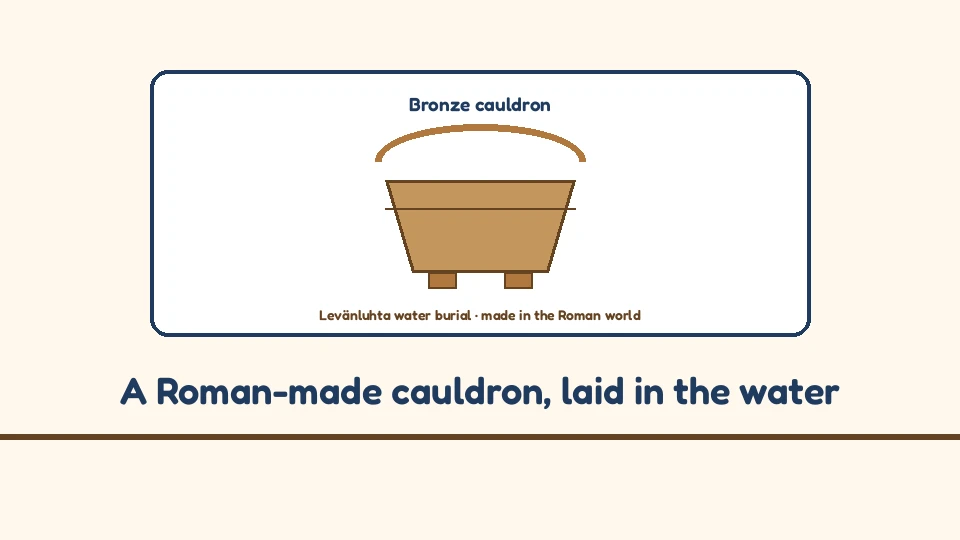 Bronze cauldron
Levänluhta water burial · made in the Roman world
A Roman-made cauldron, laid in the water